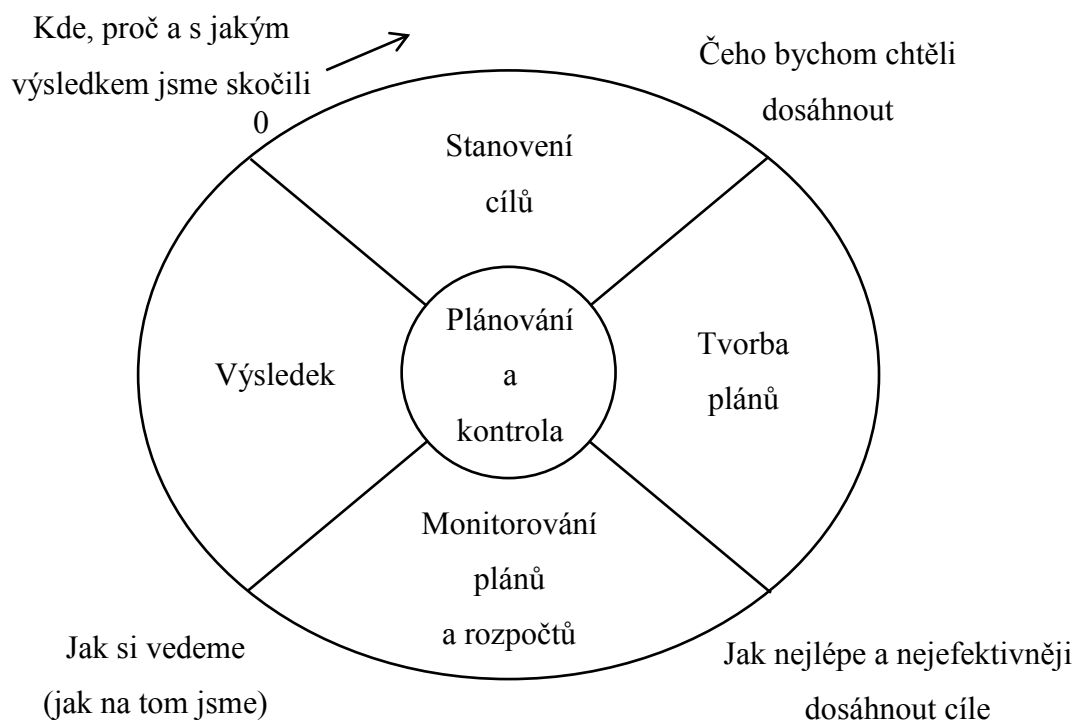 Kde, proč a s jakým
výsledkem jsme skočili
0
Čeho bychom chtěli
dosáhnout
Stanovení
cílů
Plánování
a
kontrola
Výsledek
Tvorba
plánů
Monitorování
plánů
a rozpočtů
Jak si vedeme
(jak na tom jsme)
Jak nejlépe a nejefektivněji
dosáhnout cíle